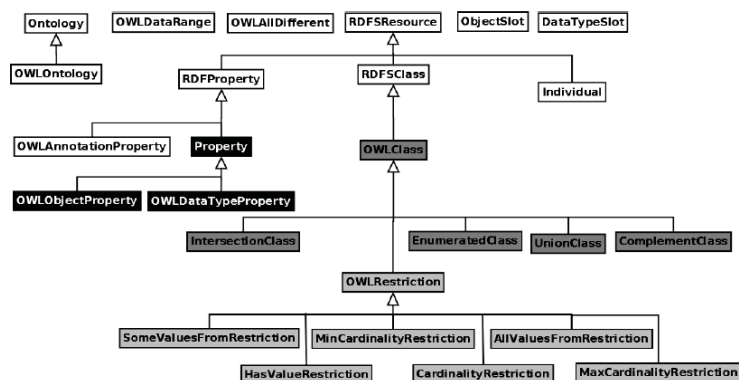 Ontology
OWLDataRange
OWLAllDifferent
RDFSResource
ObjectSlot
DataTypeSlot
OWLOntology
RDFProperty
RDFSClass
Individual
OWLAnnotationProperty
Property
OWLClass
OWLObjectProperty
OWLDataTypeProperty
IntersectionClass
EnumeratedClass
UnionClass
ComplementClass
OWLRestriction
SomeValuesFromRestriction
MinCardinalityRestriction
AllValuesFromRestriction
HasValueRestriction
CardinalityRestriction
MaxCardinalityRestriction